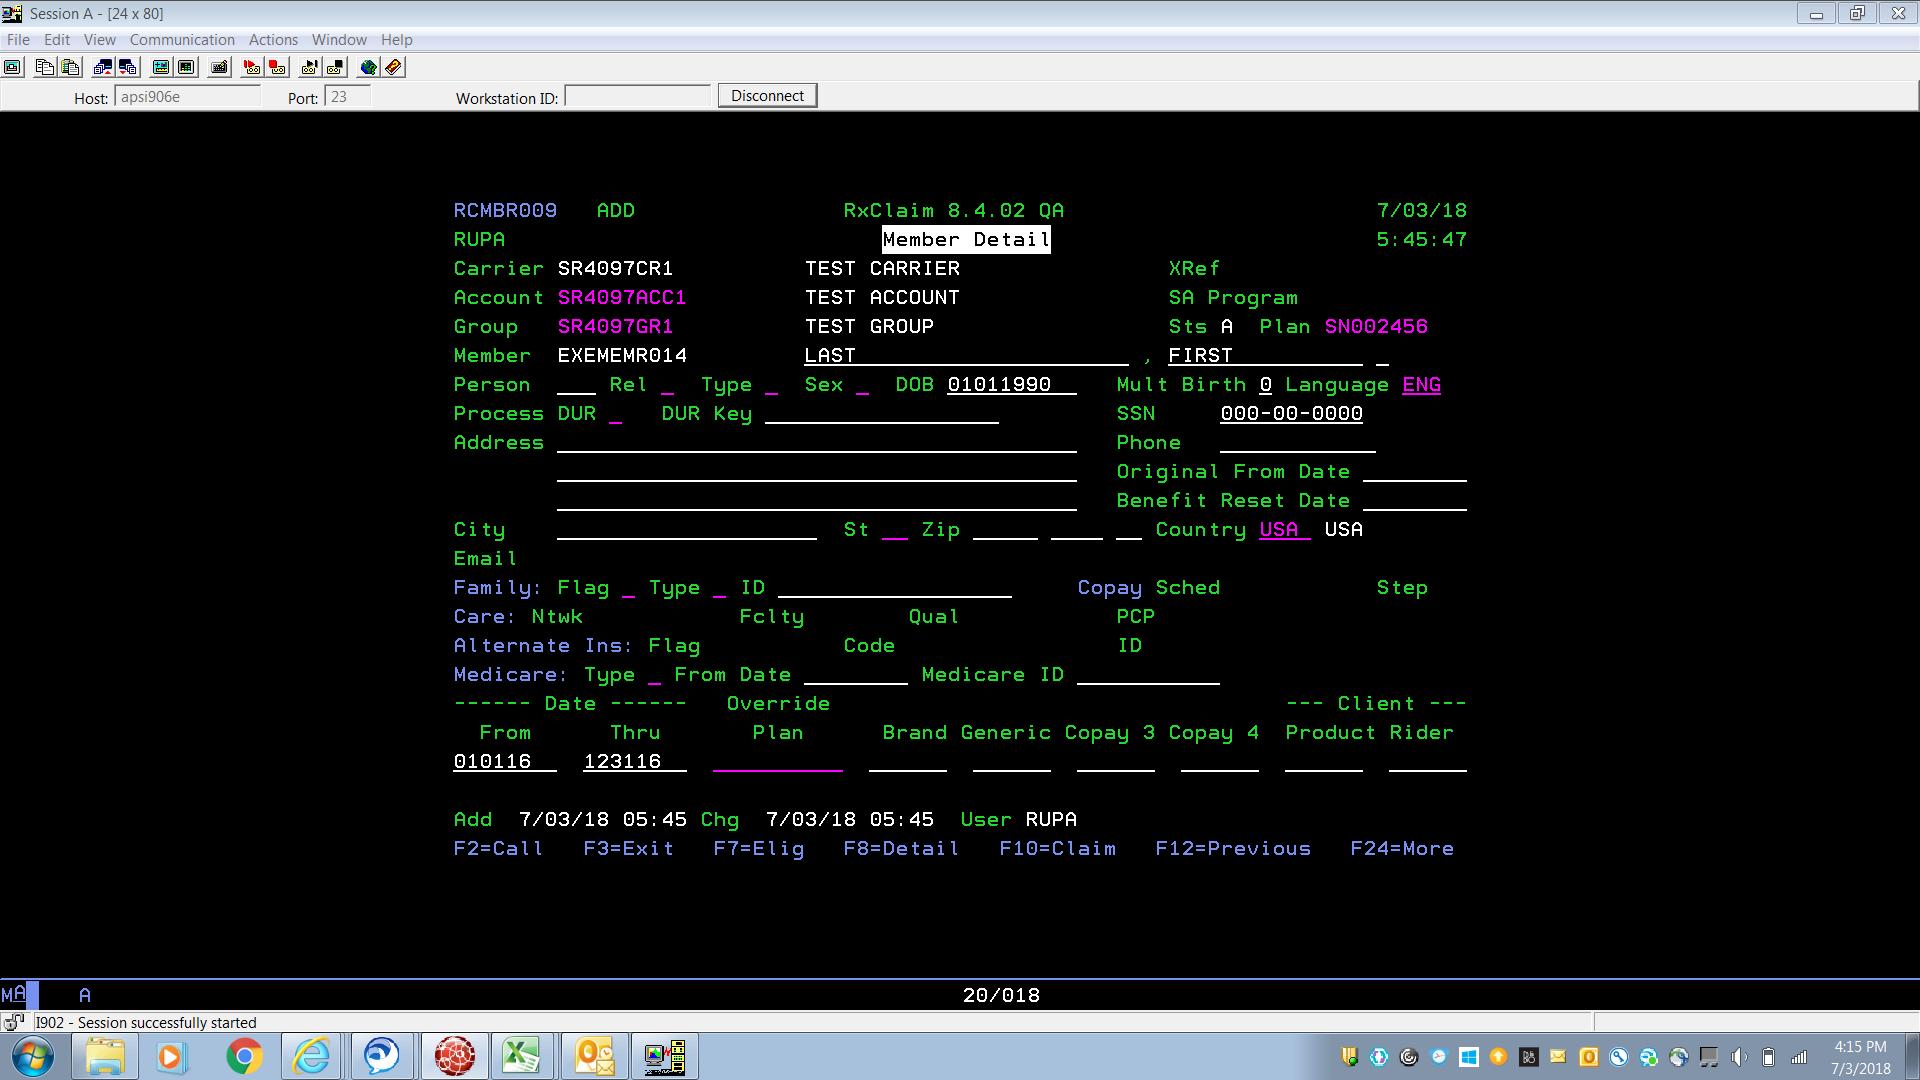 Session A - [24 x 80]
File Edit View Communication Actions Window Help
Host: apsi906e Port: 23 Workstation ID: Disconnect
RCMBR009 ADD RxClaim 8.4.02 QA 7/03/18
RUPA Member Detail 5:45:47
Carrier SR4097CR1 TEST CARRIER XRef
Account SR4097ACC1 TEST ACCOUNT SA Program
Group SR4097GR1 TEST GROUP Sts A Plan SN002456
Member EXEMEMR014 LAST , FIRST
Person Rel Type Sex DOB 01011990 Mult Birth 0 Language ENG
Process DUR DUR Key SSN 000-00-0000
Address Phone
Original From Date
Benefit Reset Date
City St Zip Country USA USA
Email
Family: Flag Type ID Copay Sched Step
Care: Ntwk Fclty Qual PCP
Alternate Ins: Flag Code ID
Medicare: Type From Date Medicare ID
------ Date ------ Override --- Client ---
From Thru Plan Brand Generic Copay 3 Copay 4 Product Rider
010116 123116
Add 7/03/18 05:45 Chg 7/03/18 05:45 User RUPA
F2=Call F3=Exit F7=Elig F8=Detail F10=Claim F12=Previous F24=More
MA A 20/018
I902 - Session successfully started
4:15 PM
7/3/2018